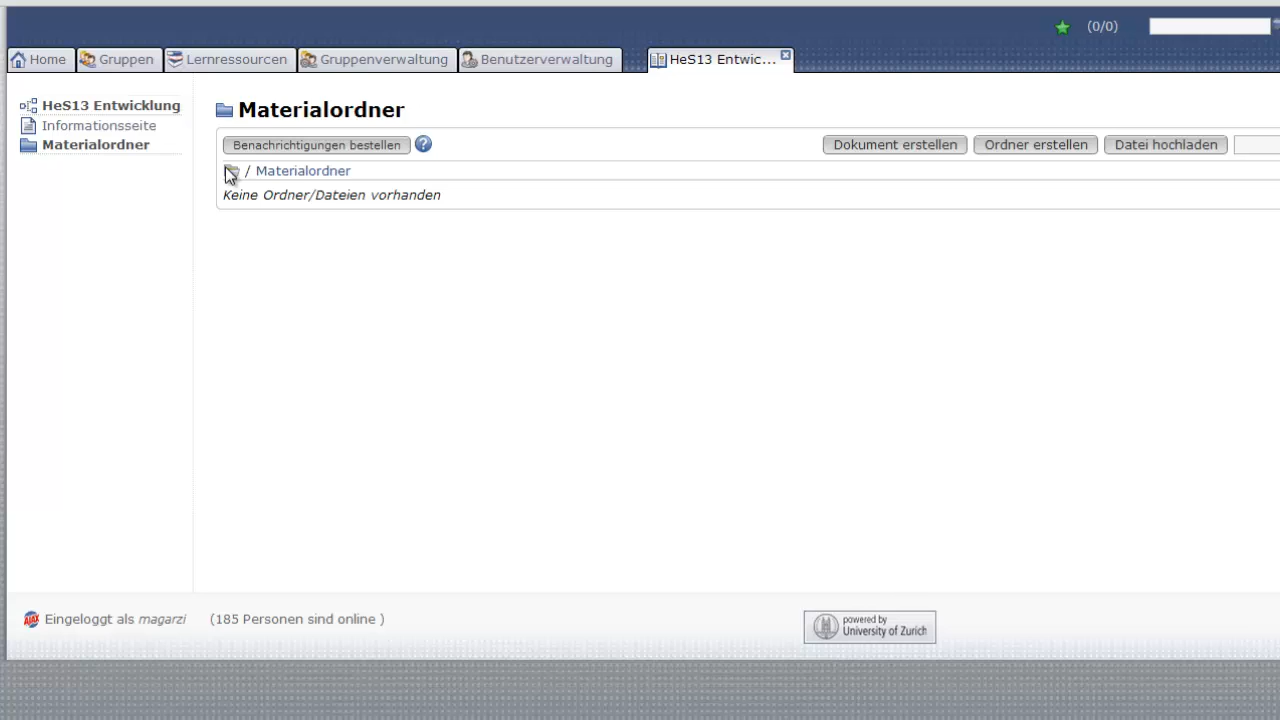 (0/0)
Home Gruppen Lernressourcen Gruppenverwaltung Benutzerverwaltung HeS13 Entwic...
HeS13 Entwicklung
Informationsseite
Materialordner
Materialordner
Benachrichtigungen bestellen ? Dokument erstellen Ordner erstellen Datei hochladen
/ Materialordner
Keine Ordner/Dateien vorhanden
AJAX Eingeloggt als magarzi (185 Personen sind online )
powered by
University of Zurich